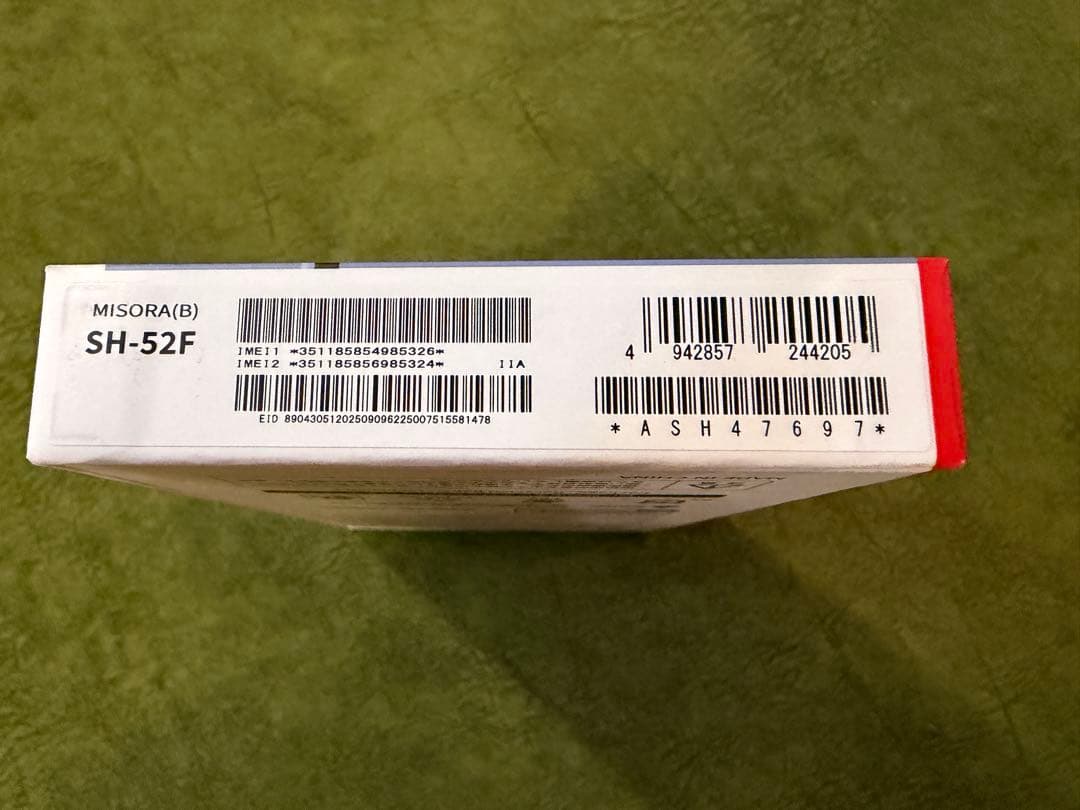 MISORA(B)
SH-52F
IMEI1 *351185854985326*
IMEI2 *351185856985324* IIA
EID 89043051202509096225007515581478
4 942857 244205
*ASH47697*